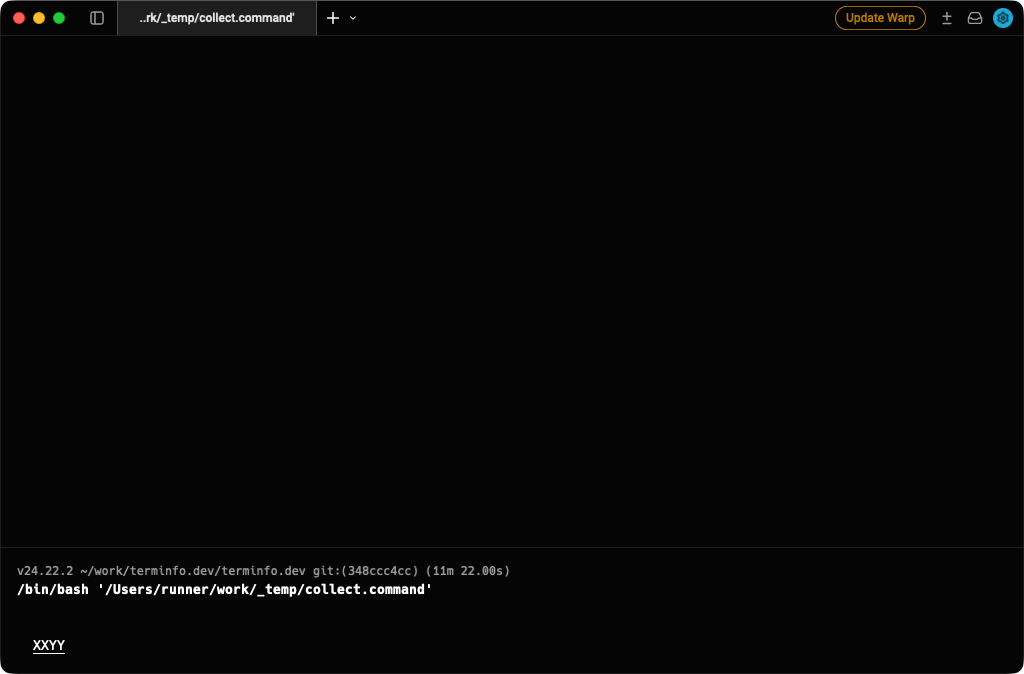 ..rk/_temp/collect.command'
Update Warp
v24.22.2 ~/work/terminfo.dev/terminfo.dev git:(348ccc4cc) (11m 22.00s)
/bin/bash '/Users/runner/work/_temp/collect.command'
XXYY